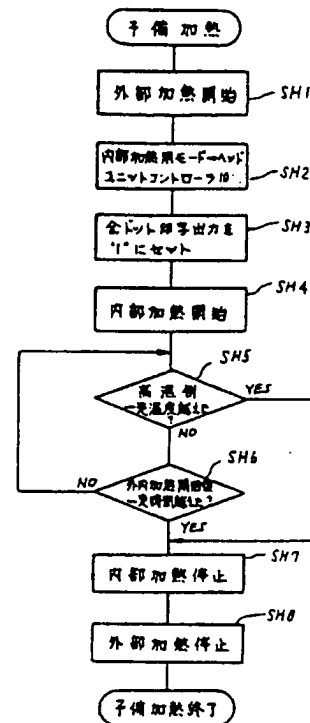 予備加熱
外部加熱開始
SH1
内部加熱用モード→ヘッド
ユニットコントローラ10
SH2
全ドット印字出力を
"1"にセット
SH3
内部加熱開始
SH4
SH5
高温側
一定温度越えた
?
YES
NO
SH6
外内加熱開始後
一定時間越えた?
NO
YES
SH7
内部加熱停止
SH8
外部加熱停止
予備加熱終了